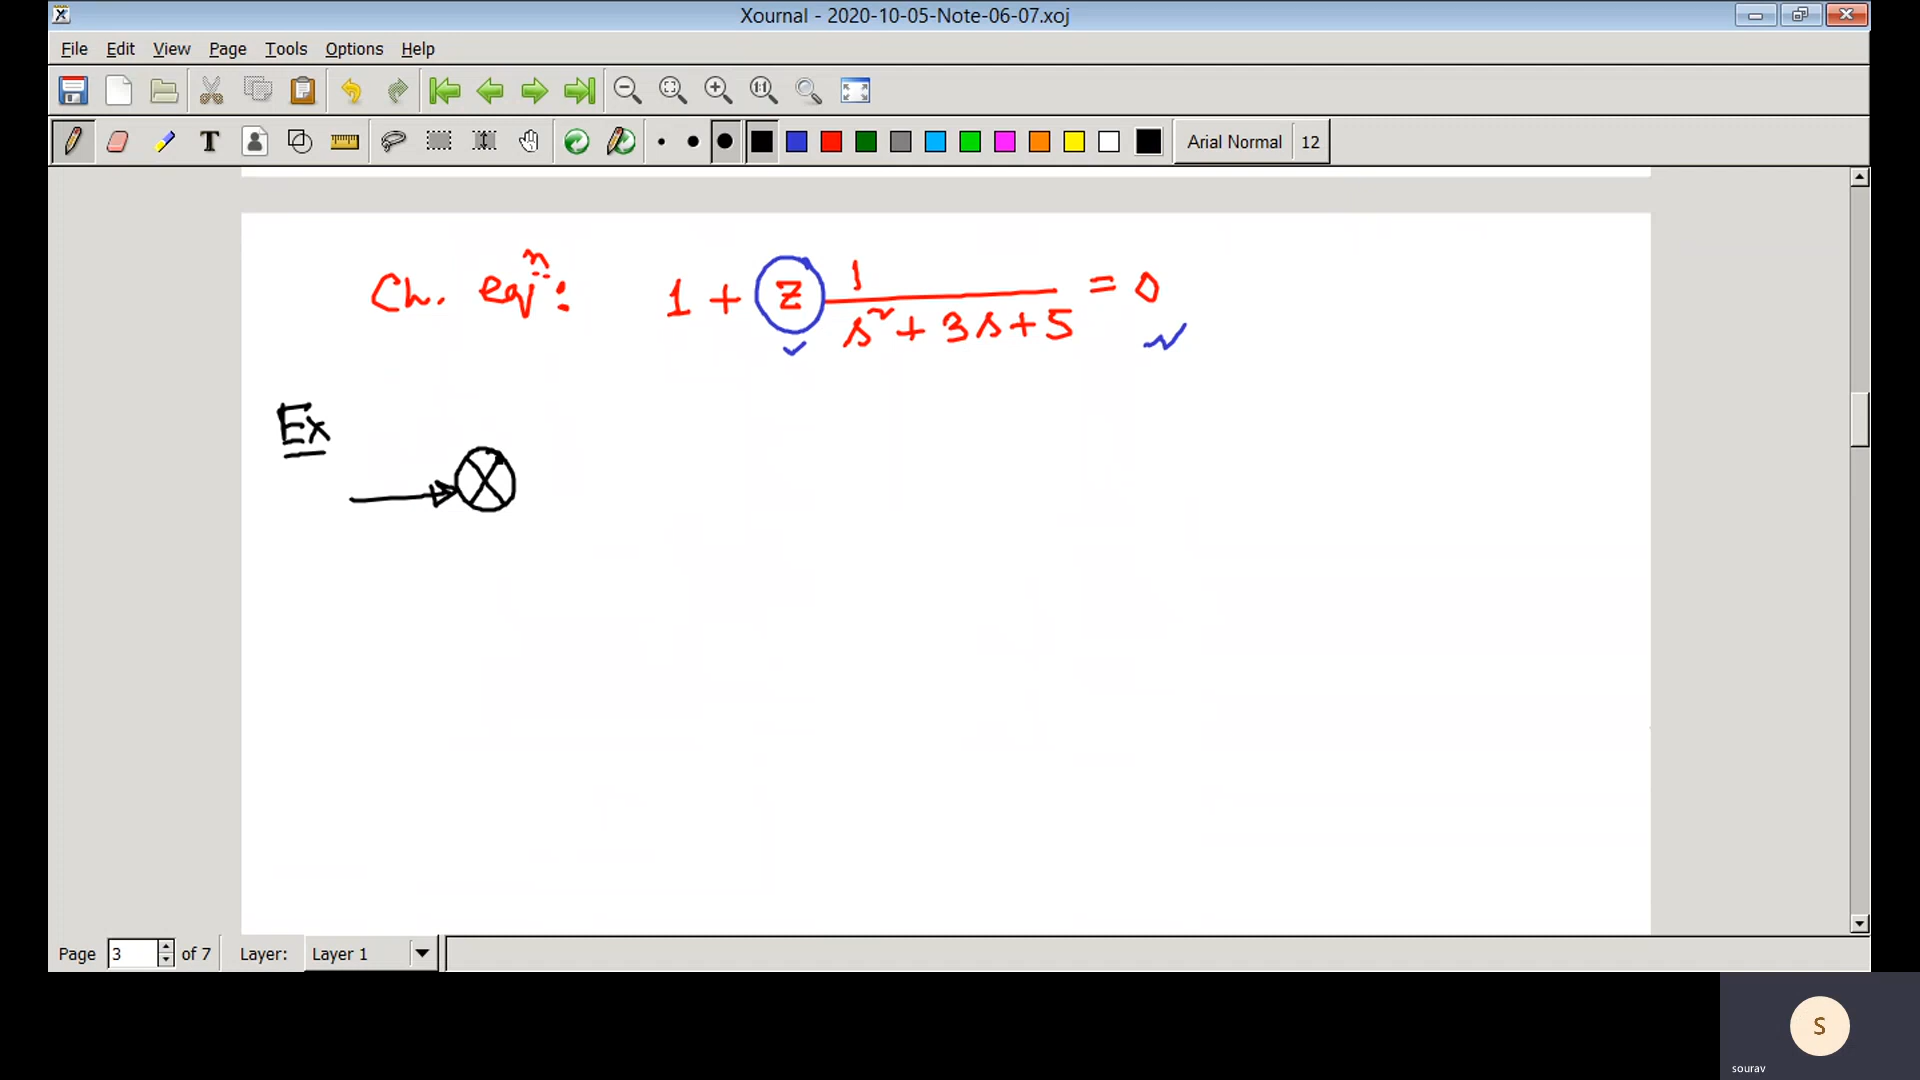 Xournal - 2020-10-05-Note-06-07.xoj
File Edit View Page Tools Options Help
Arial Normal 12
Ch. eqⁿ: 1 + z 1/(s² + 3s + 5) = 0
Ex
Page 3 of 7 Layer: Layer 1
S
sourav